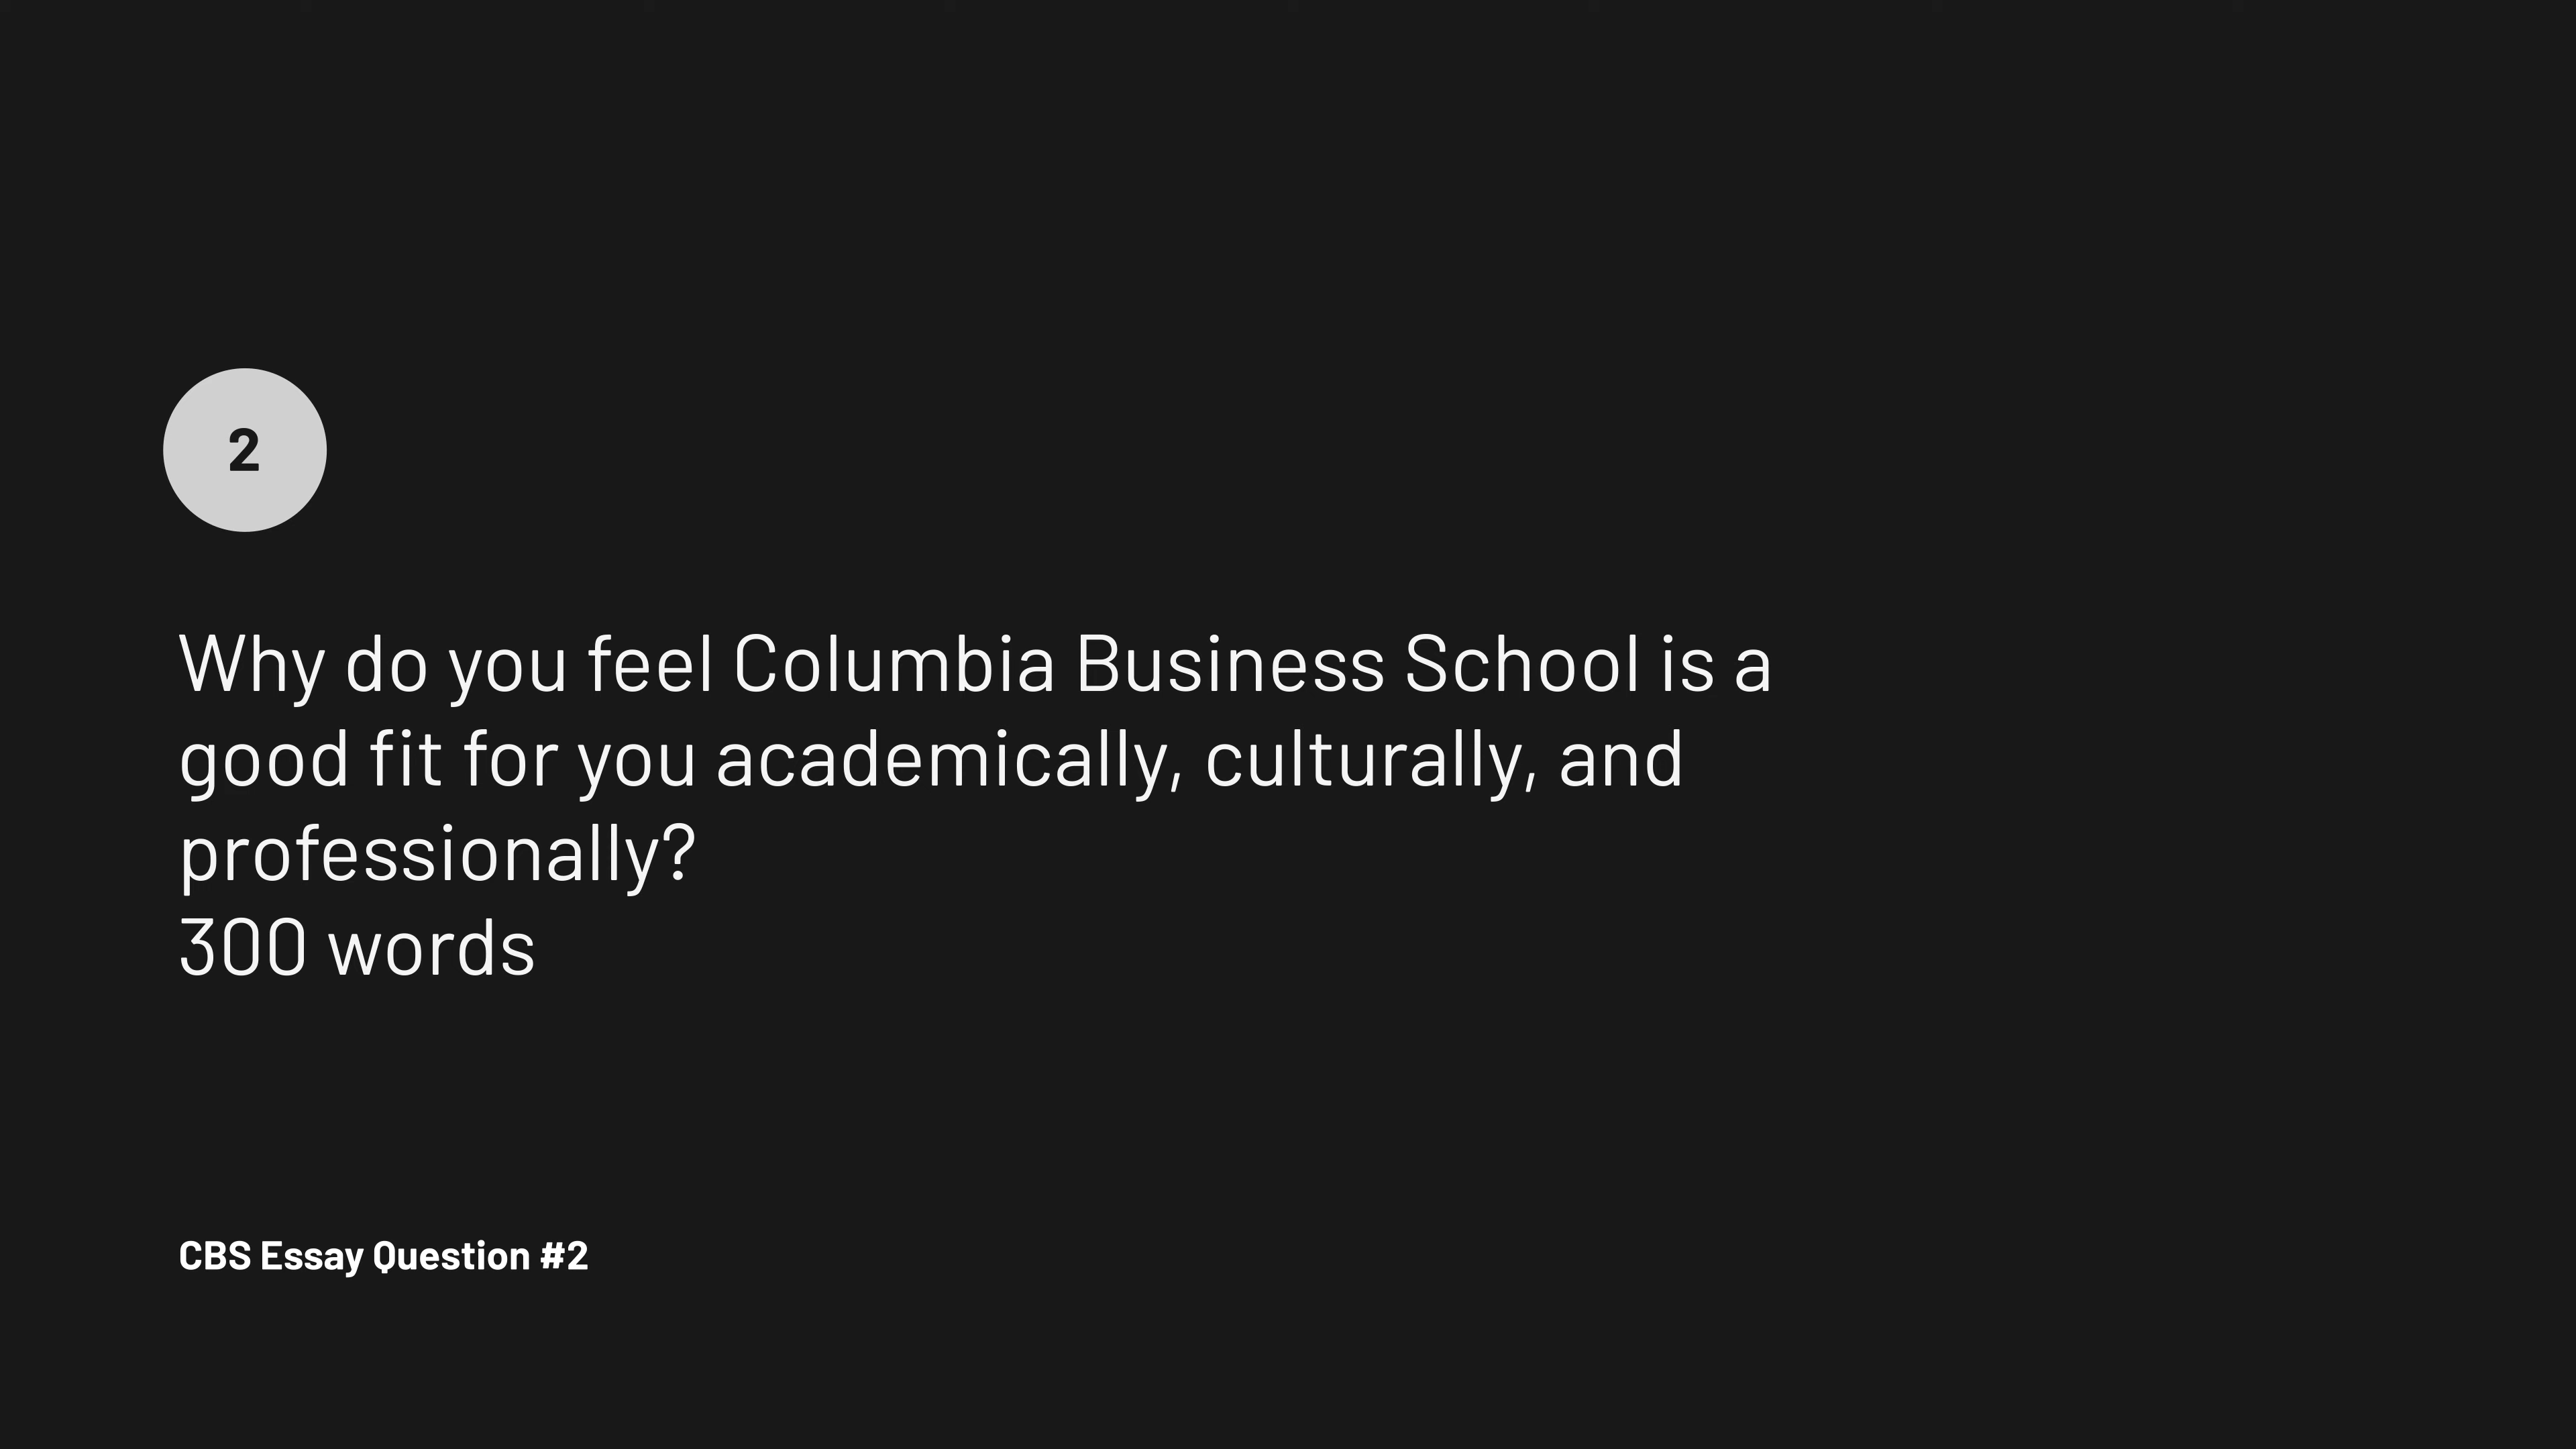 2
Why do you feel Columbia Business School is a
good fit for you academically, culturally, and
professionally?
300 words
CBS Essay Question #2